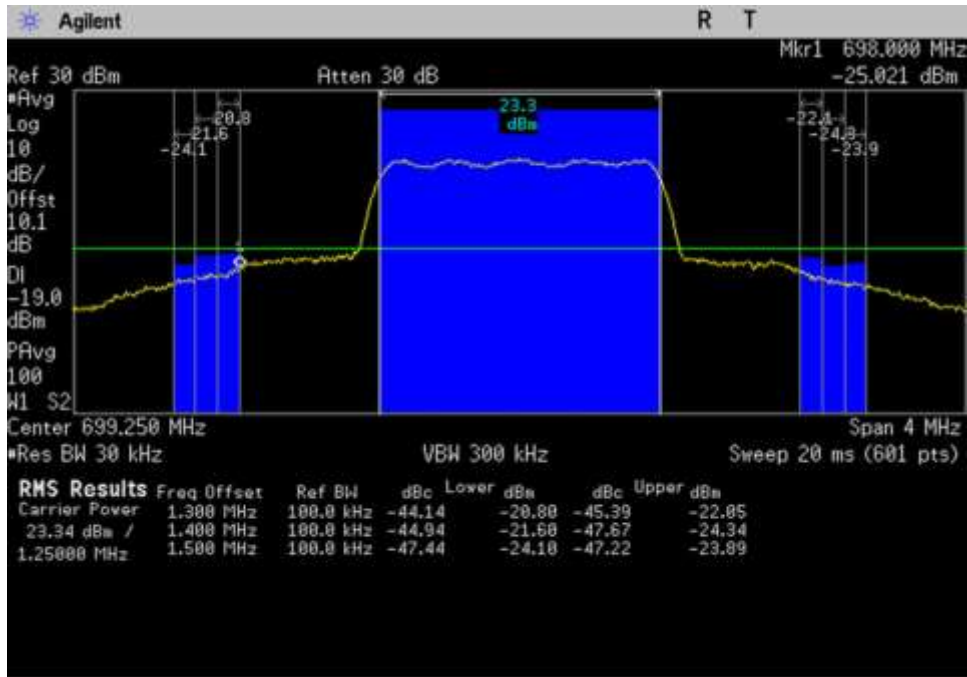 Agilent R T
Mkr1 698.000 MHz
Ref 30 dBm Atten 30 dB -25.021 dBm
#Avg
Log
10
dB/
Offst
10.1
dB
DI
-19.0
dBm
PAvg
100
W1 S2
23.3
dBm
-20.8
-21.6
-24.1
-22.1
-24.3
-23.9
Center 699.250 MHz Span 4 MHz
#Res BW 30 kHz VBW 300 kHz Sweep 20 ms (601 pts)
RMS Results Freq Offset Ref BW dBc Lower dBm dBc Upper dBm
Carrier Power 1.300 MHz 100.0 kHz -44.14 -20.80 -45.39 -22.05
23.34 dBm / 1.400 MHz 100.0 kHz -44.94 -21.60 -47.67 -24.34
1.25000 MHz 1.500 MHz 100.0 kHz -47.44 -24.10 -47.22 -23.89